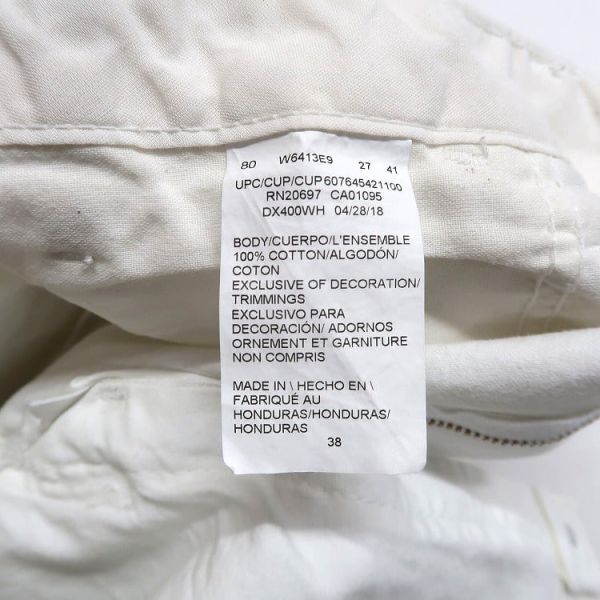 80 W6413E9 27 41
UPC/CUP/CUP607645421100
RN20697 CA01095
DX400WH 04/28/18
BODY/CUERPO/L'ENSEMBLE
100% COTTON/ALGODÓN/
COTON
EXCLUSIVE OF DECORATION/
TRIMMINGS
EXCLUSIVO PARA
DECORACIÓN/ ADORNOS
ORNEMENT ET GARNITURE
NON COMPRIS
MADE IN \ HECHO EN \
FABRIQUÉ AU
HONDURAS/HONDURAS/
HONDURAS
38